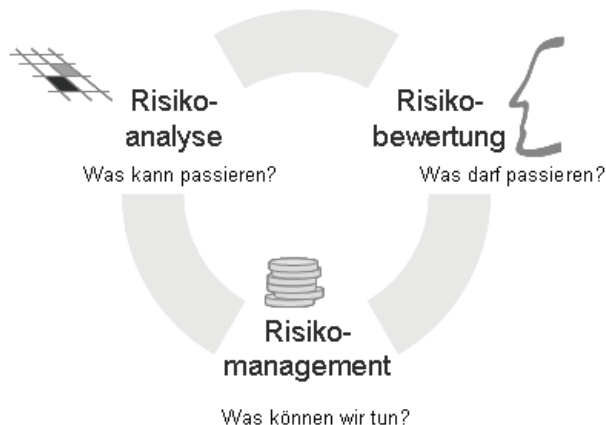 Risiko-
analyse
Was kann passieren?
Risiko-
bewertung
Was darf passieren?
Risiko-
management
Was können wir tun?